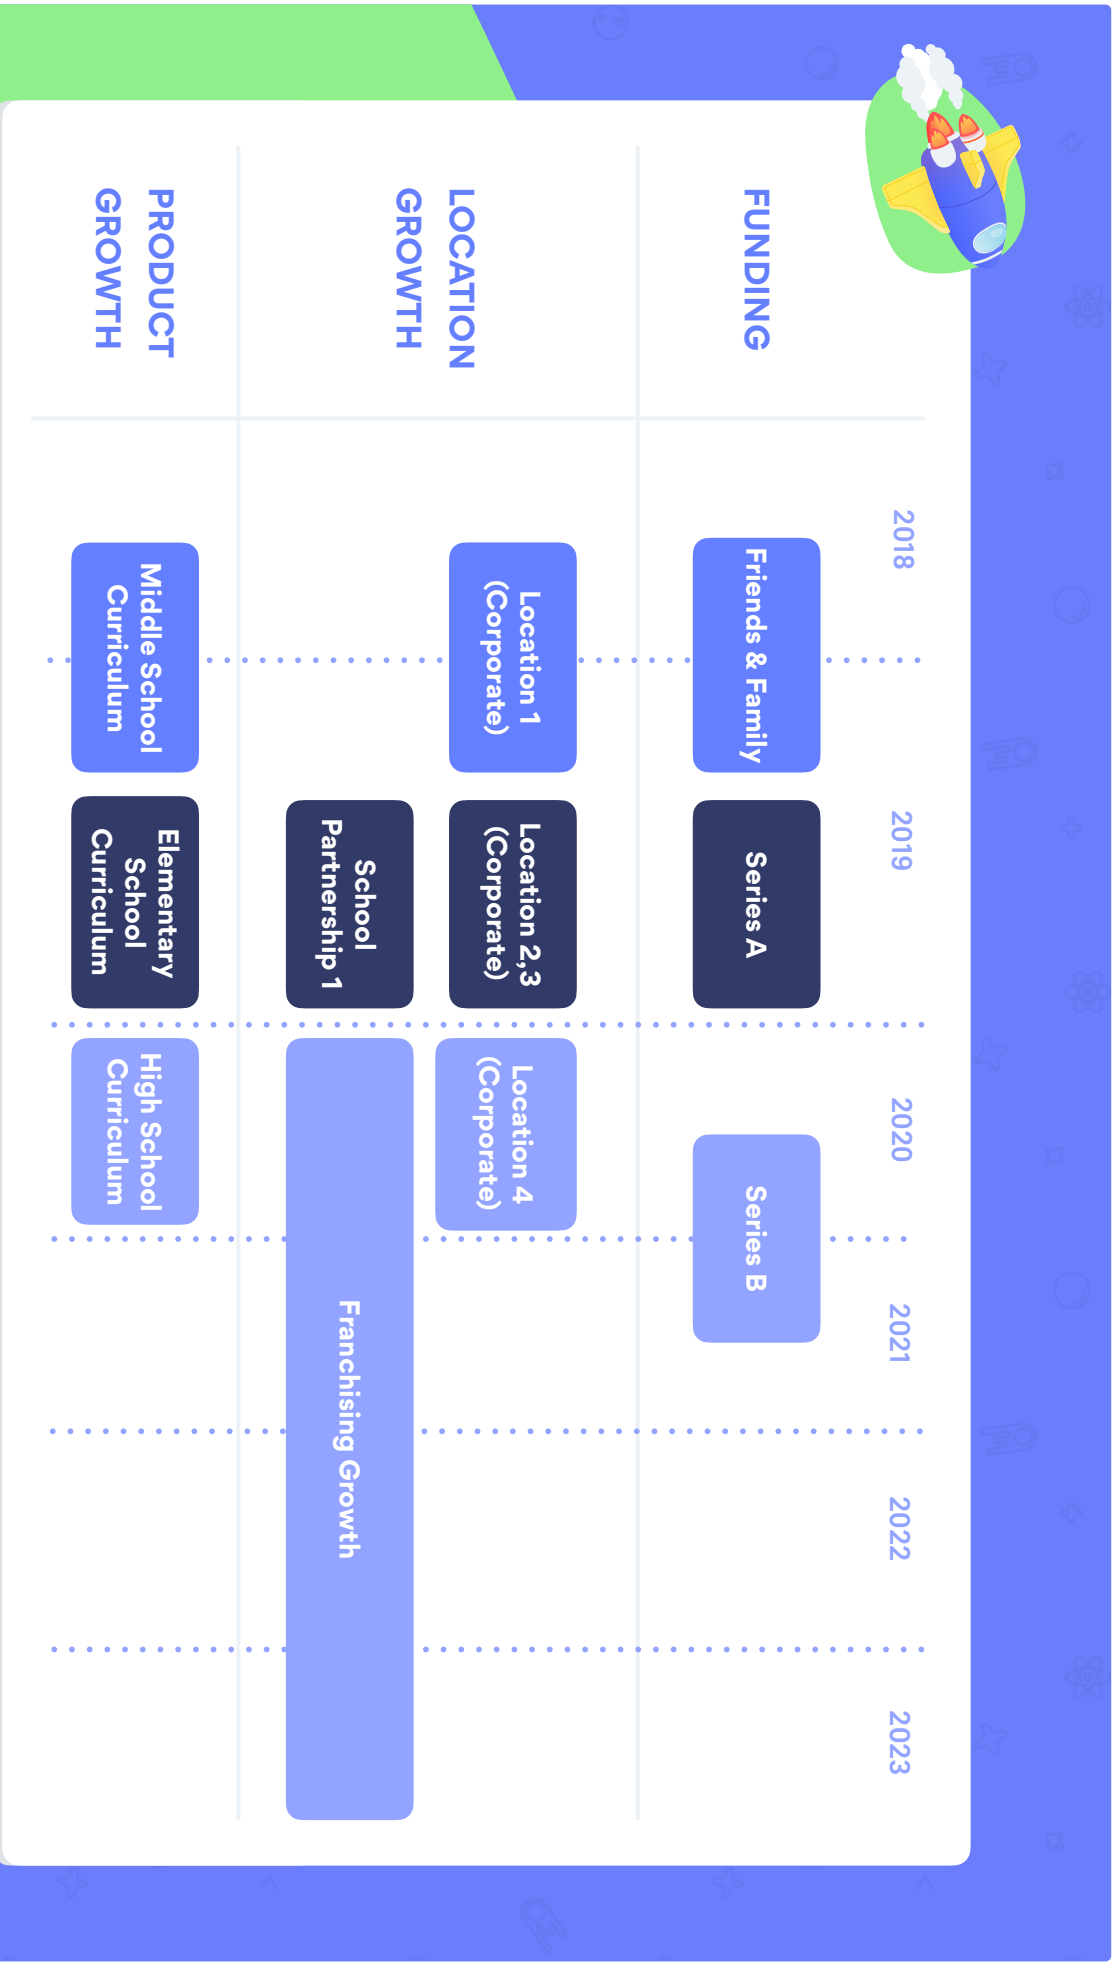 2018
2019
2020
2021
2022
2023
FUNDING
Friends & Family
Series A
Series B
LOCATION
GROWTH
Location 1
(Corporate)
Location 2,3
(Corporate)
Location 4
(Corporate)
School
Partnership 1
Franchising Growth
PRODUCT
GROWTH
Middle School
Curriculum
Elementary
School
Curriculum
High School
Curriculum